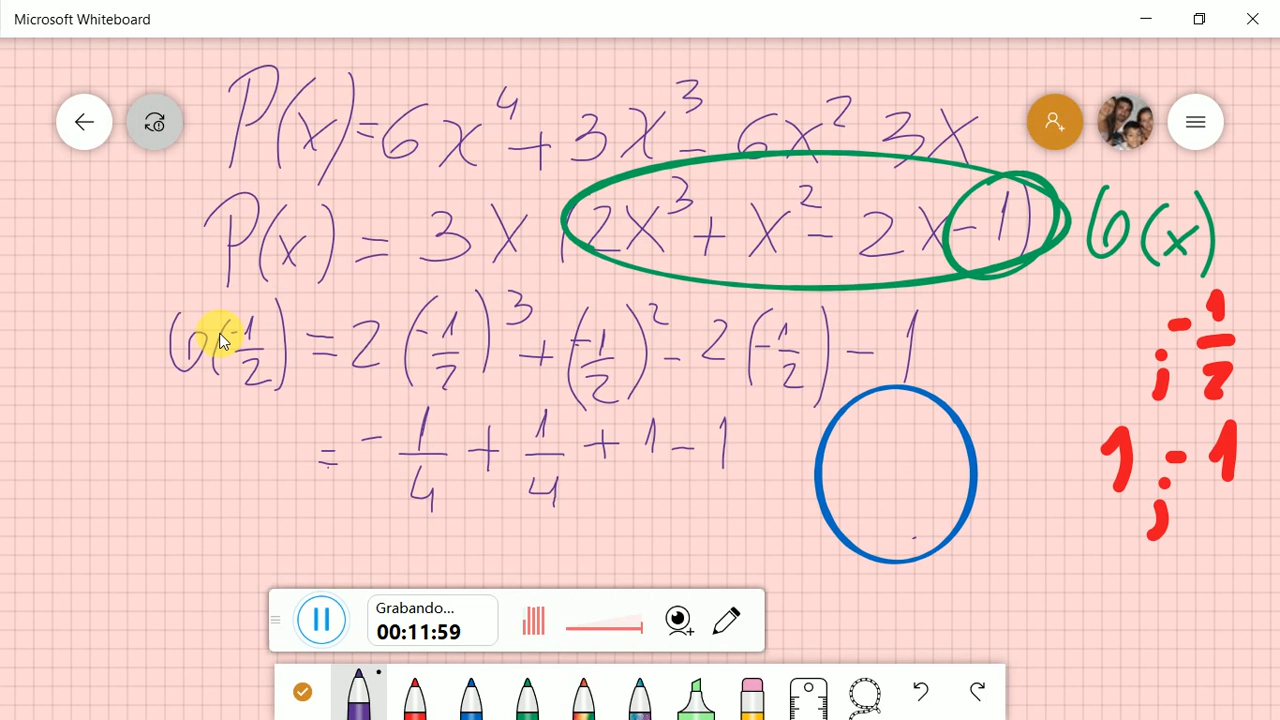 Microsoft Whiteboard
P(x)=6x⁴+3x³-6x² 3x
P(x) = 3x (2x³+x²-2x-1) 6(x)
6(-1/2) = 2(-1/2)³+(-1/2)²-2(-1/2)-1
; -1/2
= -1/4 + 1/4 + 1 - 1
1 ; -1
Grabando...
00:11:59